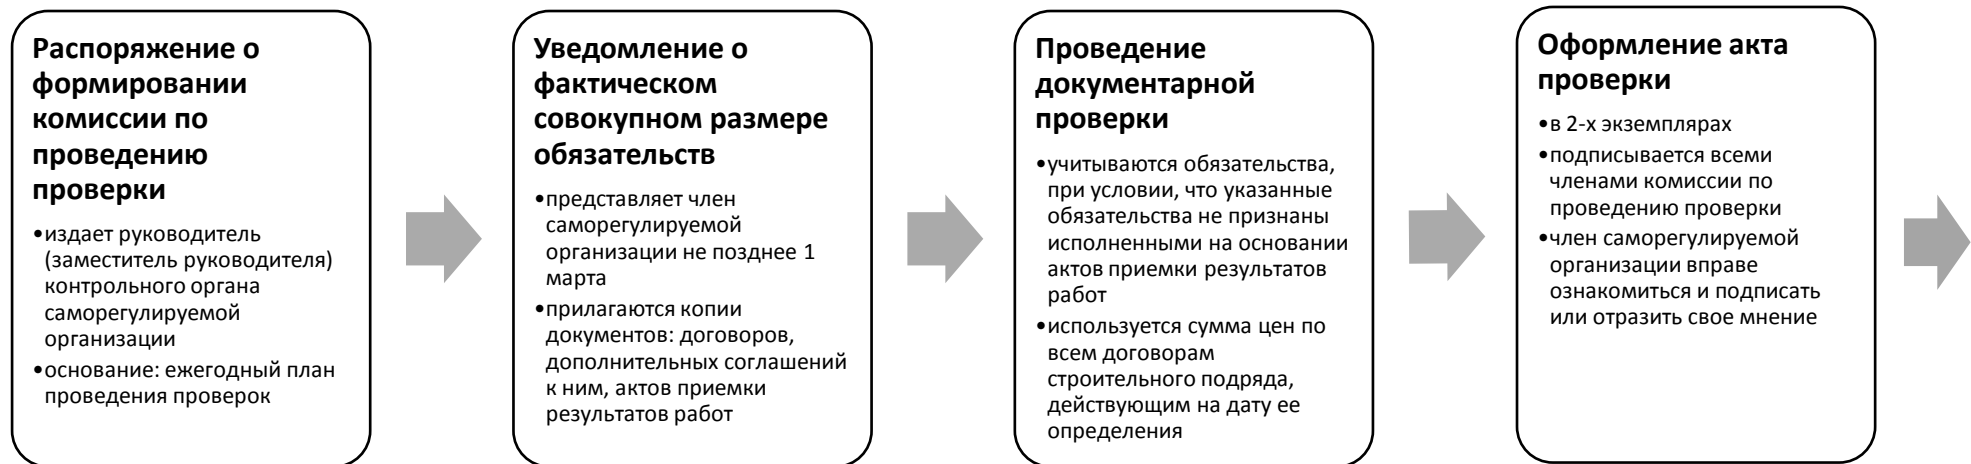 Распоряжение о
формировании
комиссии по
проведению
проверки
•издает руководитель
(заместитель руководителя)
контрольного органа
саморегулируемой
организации
•основание: ежегодный план
проведения проверок
Уведомление о
фактическом
совокупном размере
обязательств
•представляет член
саморегулируемой
организации не позднее 1
марта
•прилагаются копии
документов: договоров,
дополнительных соглашений
к ним, актов приемки
результатов работ
Проведение
документарной
проверки
•учитываются обязательства,
при условии, что указанные
обязательства не признаны
исполненными на основании
актов приемки результатов
работ
•используется сумма цен по
всем договорам
строительного подряда,
действующим на дату ее
определения
Оформление акта
проверки
•в 2-х экземплярах
•подписывается всеми
членами комиссии по
проведению проверки
•член саморегулируемой
организации вправе
ознакомиться и подписать
или отразить свое мнение